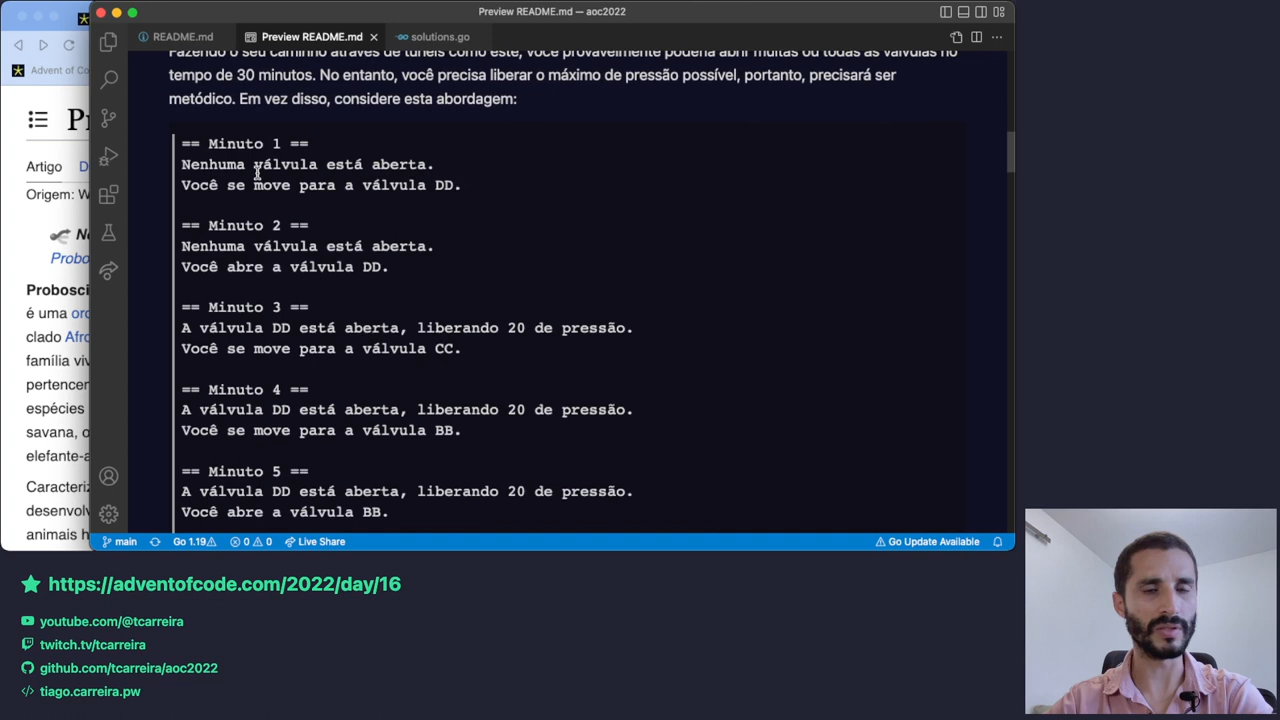 Preview README.md — aoc2022
README.md
Preview README.md
solutions.go
Fazendo o seu caminho através de túneis como este, você provavelmente poderia abrir muitas ou todas as válvulas no
tempo de 30 minutos. No entanto, você precisa liberar o máximo de pressão possível, portanto, precisará ser
metódico. Em vez disso, considere esta abordagem:
== Minuto 1 ==
Nenhuma válvula está aberta.
Você se move para a válvula DD.
== Minuto 2 ==
Nenhuma válvula está aberta.
Você abre a válvula DD.
== Minuto 3 ==
A válvula DD está aberta, liberando 20 de pressão.
Você se move para a válvula CC.
== Minuto 4 ==
A válvula DD está aberta, liberando 20 de pressão.
Você se move para a válvula BB.
== Minuto 5 ==
A válvula DD está aberta, liberando 20 de pressão.
Você abre a válvula BB.
main
Go 1.19
0
0
Live Share
Go Update Available
Advent of Co
Artigo
Origem: W
Probo
Probosci
é uma ord
clado Afro
família viv
pertencem
espécies
savana, o
elefante-a
Caracteriz
desenvolv
animais h
https://adventofcode.com/2022/day/16
youtube.com/@tcarreira
twitch.tv/tcarreira
github.com/tcarreira/aoc2022
tiago.carreira.pw